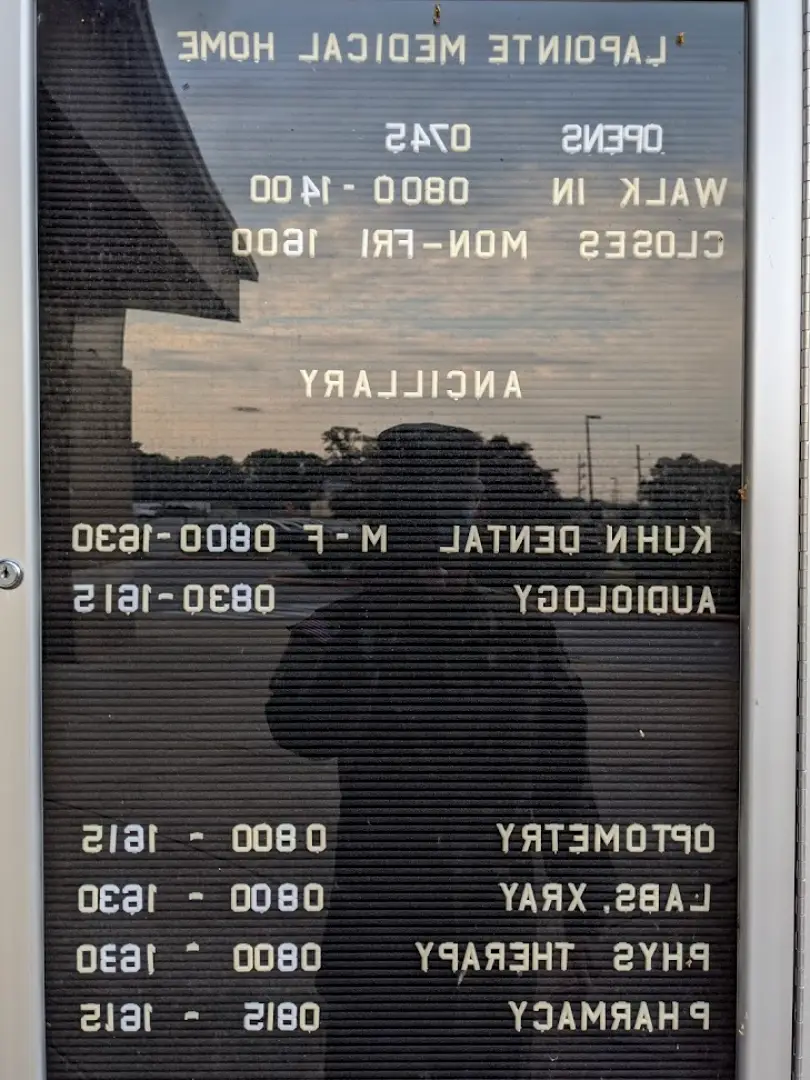 LAPOINTE MEDICAL HOME
OPENS 0745
WALK IN 0800 - 1400
CLOSES MON-FRI 1600
ANCILLARY
KUHN DENTAL M-F 0800-1630
AUDIOLOGY 0830-1615
OPTOMETRY 0800 - 1615
LABS, XRAY 0800 - 1630
PHYS THERAPY 0800 - 1630
PHARMACY 0815 - 1615